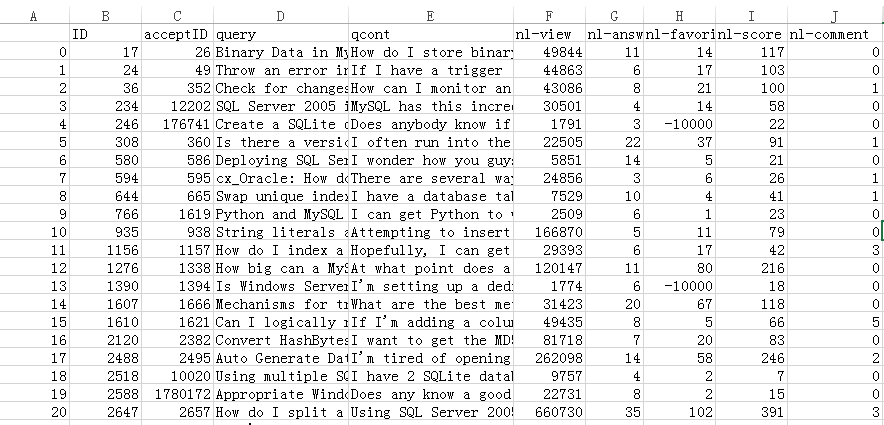 A B C D E F G H I J
ID acceptID query qcont nl-view nl-answ nl-favori nl-score nl-comment
0 17 26 Binary Data in My How do I store binary 49844 11 14 117 0
1 24 49 Throw an error in If I have a trigger 44863 6 17 103 0
2 36 352 Check for changes How can I monitor an 43086 8 21 100 1
3 234 12202 SQL Server 2005 i MySQL has this incre 30501 4 14 58 0
4 246 176741 Create a SQLite d Does anybody know if 1791 3 -10000 22 0
5 308 360 Is there a versio I often run into the 22505 22 37 91 1
6 580 586 Deploying SQL Ser I wonder how you guys 5851 14 5 21 0
7 594 595 cx_Oracle: How do There are several way 24856 3 6 26 1
8 644 665 Swap unique index I have a database tab 7529 10 4 41 1
9 766 1619 Python and MySQL I can get Python to w 2509 6 1 23 0
10 935 938 String literals a Attempting to insert 166870 5 11 79 0
11 1156 1157 How do I index a Hopefully, I can get 29393 6 17 42 3
12 1276 1338 How big can a MyS At what point does a 120147 11 80 216 0
13 1390 1394 Is Windows Server I'm setting up a dedi 1774 6 -10000 18 0
14 1607 1666 Mechanisms for tr What are the best met 31423 20 67 118 0
15 1610 1621 Can I logically r If I'm adding a colum 49435 8 5 66 5
16 2120 2382 Convert HashBytes I want to get the MD5 81718 7 20 83 0
17 2488 2495 Auto Generate Dat I'm tired of opening 262098 14 58 246 2
18 2518 10020 Using multiple SQ I have 2 SQLite datab 9757 4 2 7 0
19 2588 1780172 Appropriate Windo Does any know a good 22731 8 2 15 0
20 2647 2657 How do I split a Using SQL Server 2005 660730 35 102 391 3